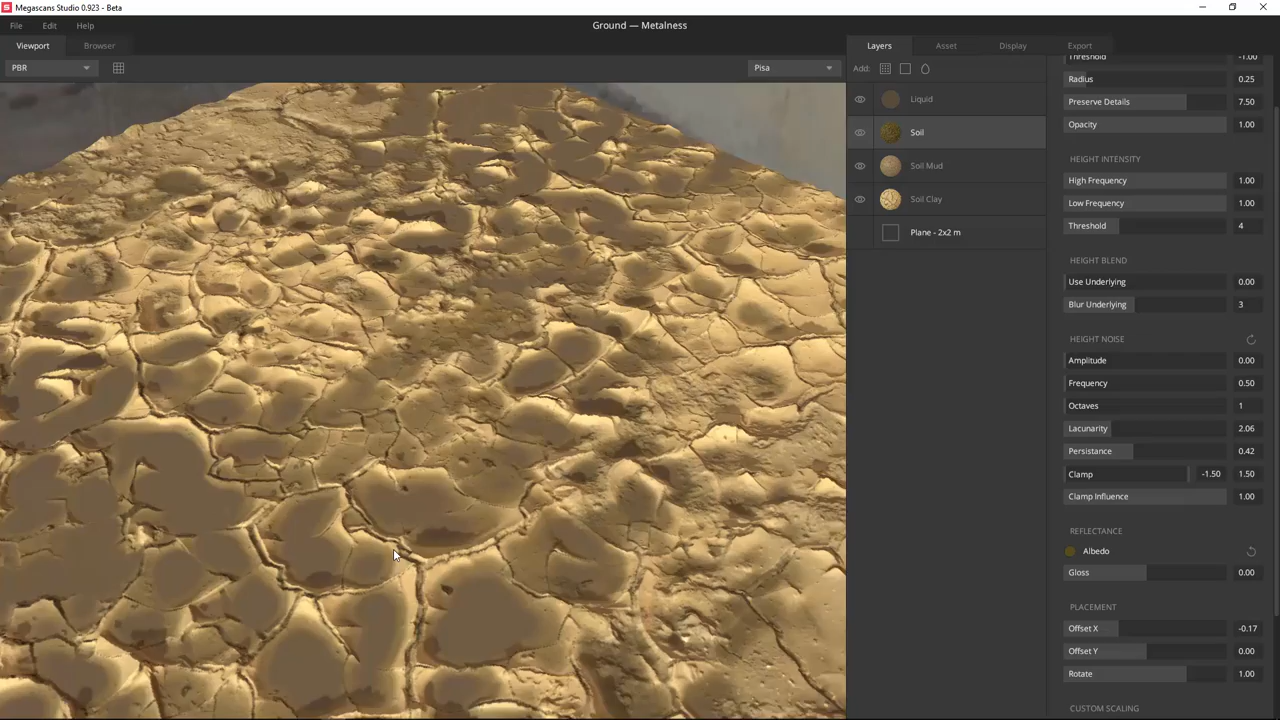 Megascans Studio 0.923 - Beta
File Edit Help
Ground — Metalness
Viewport Browser
Layers Asset Display Export
PBR
Pisa
Add:
Liquid
Soil
Soil Mud
Soil Clay
Plane - 2x2 m
Threshold -1.00
Radius 0.25
Preserve Details 7.50
Opacity 1.00
HEIGHT INTENSITY
High Frequency 1.00
Low Frequency 1.00
Threshold 4
HEIGHT BLEND
Use Underlying 0.00
Blur Underlying 3
HEIGHT NOISE
Amplitude 0.00
Frequency 0.50
Octaves 1
Lacunarity 2.06
Persistance 0.42
Clamp -1.50 1.50
Clamp Influence 1.00
REFLECTANCE
Albedo
Gloss 0.00
PLACEMENT
Offset X -0.17
Offset Y 0.00
Rotate 1.00
CUSTOM SCALING